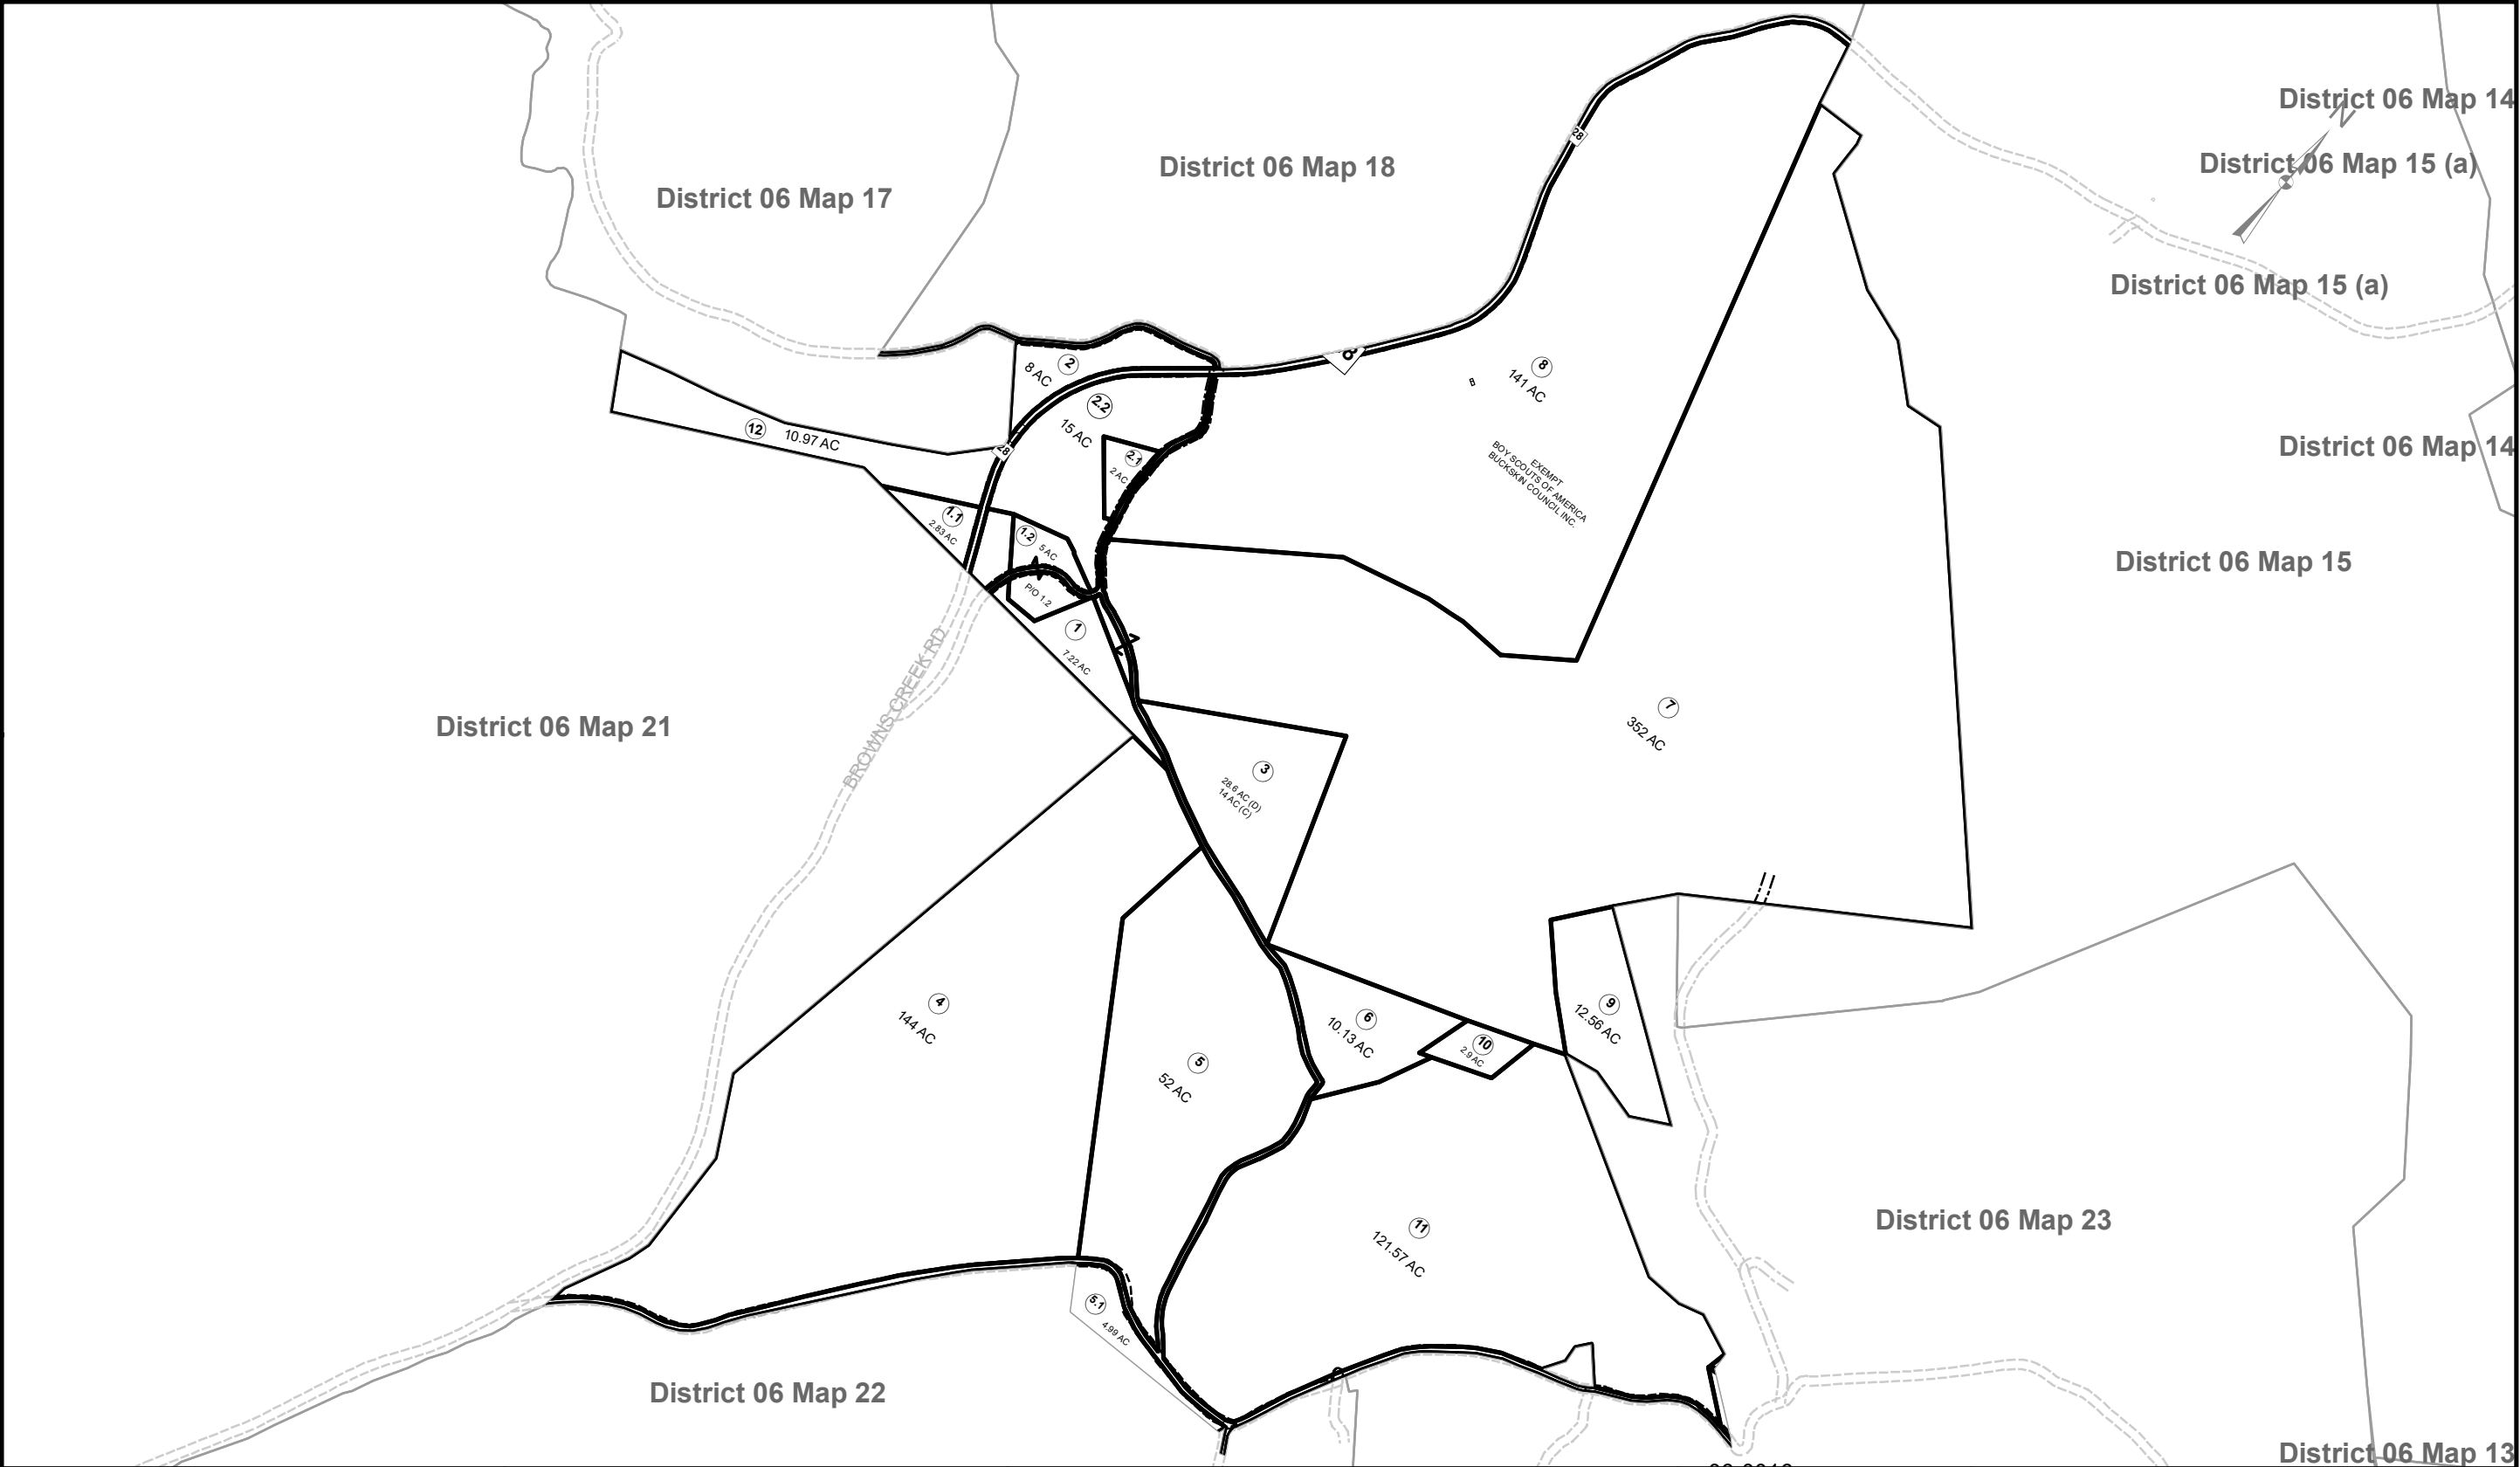 District 06 Map 14
N
District 06 Map 18
District 06 Map 15 (a)
District 06 Map 17
28
District 06 Map 15 (a)
2
8 AC
8
141 AC
2.2
15 AC
12
10.97 AC
28
2.1
2 AC
EXEMPT
BOY SCOUTS OF AMERICA
BUCKSKIN COUNCIL INC.
District 06 Map 14
1.1
2.83 AC
1.2
5 AC
District 06 Map 15
P/O 1.2
1
7.22 AC
BROWNS CREEK RD
7
352 AC
District 06 Map 21
3
28.6 AC (D)
14 AC (C)
4
144 AC
9
12.56 AC
6
10.13 AC
10
2.9 AC
5
52 AC
11
121.57 AC
District 06 Map 23
5.1
4.99 AC
District 06 Map 22
District 06 Map 13